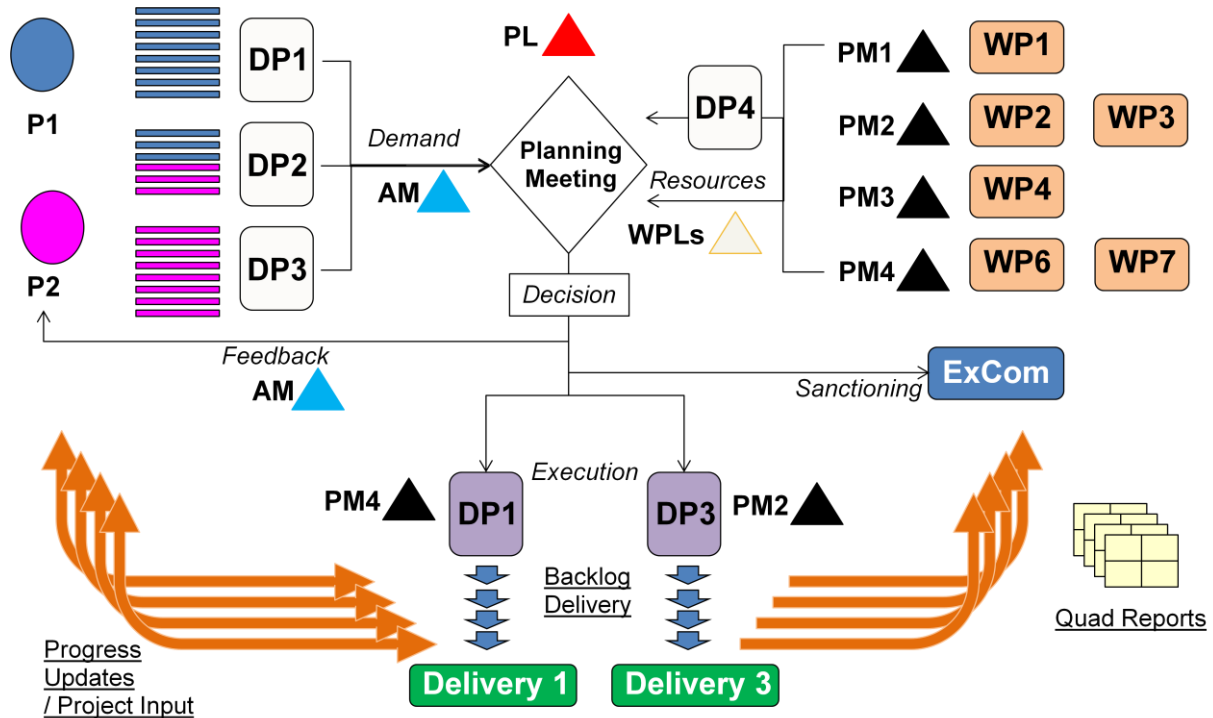 PL
P1
DP1
DP2
DP3
P2
Demand
AM
Planning
Meeting
DP4
Resources
WPLs
PM1
WP1
PM2
WP2
WP3
PM3
WP4
PM4
WP6
WP7
Decision
Feedback
AM
Sanctioning
ExCom
Execution
PM4
DP1
DP3
PM2
Backlog
Delivery
Progress
Updates
/ Project Input
Quad Reports
Delivery 1
Delivery 3